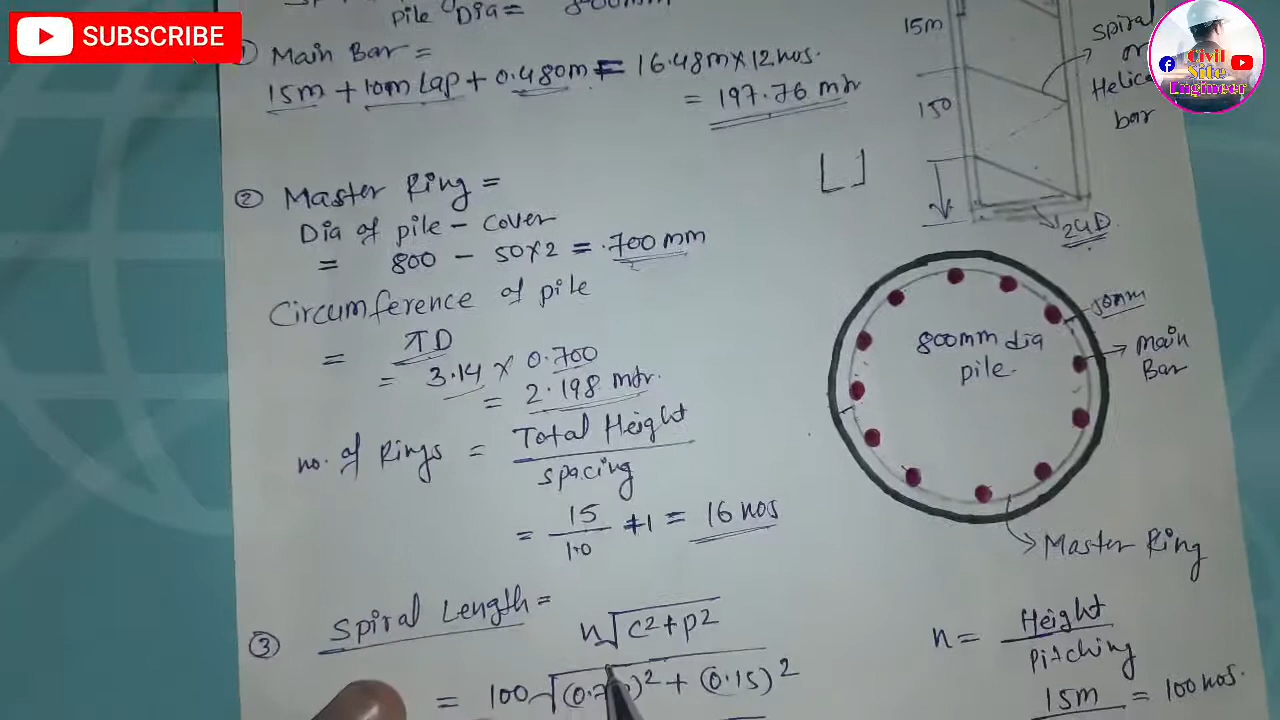 SUBSCRIBE
pile Dia = 800mm
① Main Bar =
15m + 10m Lap + 0.480m = 16.48m x 12 nos.
= 197.76 mtr
② Master Ring =
Dia of pile - cover
= 800 - 50x2 = 700 mm
Circumference of pile
= πD
= 3.14 x 0.700
= 2.198 mtr.
no. of Rings = Total Height
spacing
= 15 + 1 = 16 nos
1.0
③ Spiral Length =
n√c²+p²
= 100√(0.7 )² + (0.15)²
15m
150
spiral
or
Helical
bar
24D
50mm
800mm dia
pile.
Main
Bar
Master Ring
n = Height
pitching
15m = 100 nos.
Civil
Site
Engineer